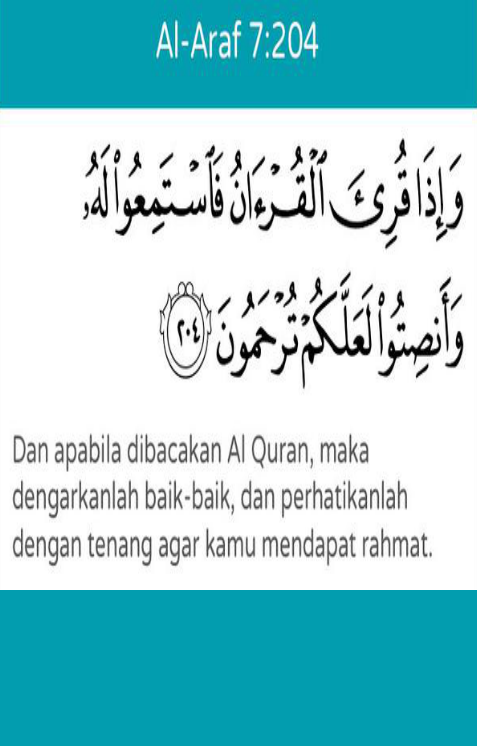 Al-Araf 7:204
وَإِذَا قُرِئَ ٱلْقُرْءَانُ فَٱسْتَمِعُوا۟ لَهُۥ
وَأَنصِتُوا۟ لَعَلَّكُمْ تُرْحَمُونَ ٢٠٤
Dan apabila dibacakan Al Quran, maka
dengarkanlah baik-baik, dan perhatikanlah
dengan tenang agar kamu mendapat rahmat.